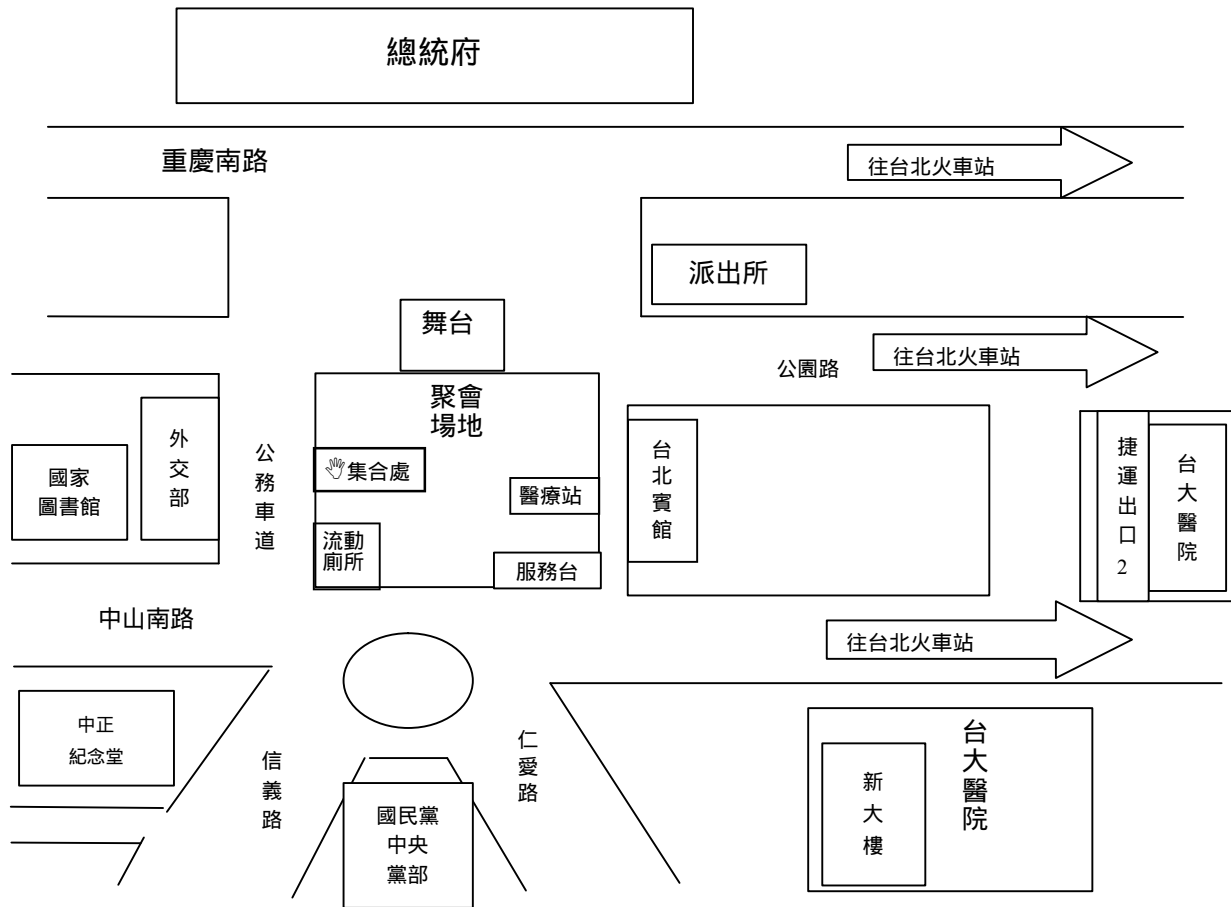 總統府
重慶南路
往台北火車站
派出所
舞台
往台北火車站
公園路
聚會
場地
外交部
國家
圖書館
公務車道
集合處
醫療站
流動
廁所
服務台
台北賓館
捷運出口2
台大醫院
中山南路
往台北火車站
中正
紀念堂
信義路
仁愛路
國民黨
中央
黨部
新大樓
台大醫院